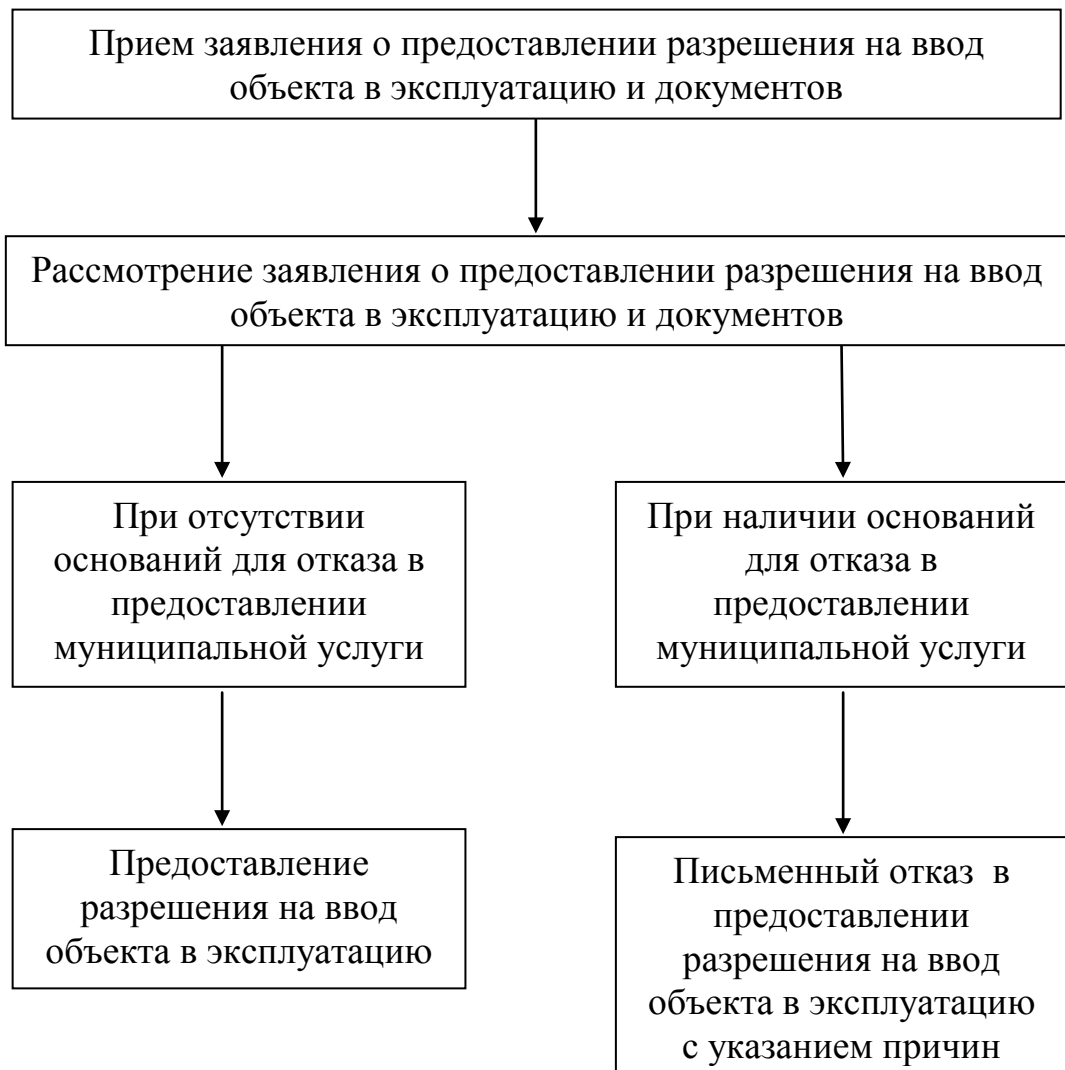 Прием заявления о предоставлении разрешения на ввод
объекта в эксплуатацию и документов
Рассмотрение заявления о предоставлении разрешения на ввод
объекта в эксплуатацию и документов
При отсутствии
оснований для отказа в
предоставлении
муниципальной услуги
При наличии оснований
для отказа в
предоставлении
муниципальной услуги
Предоставление
разрешения на ввод
объекта в эксплуатацию
Письменный отказ  в
предоставлении
разрешения на ввод
объекта в эксплуатацию
с указанием причин